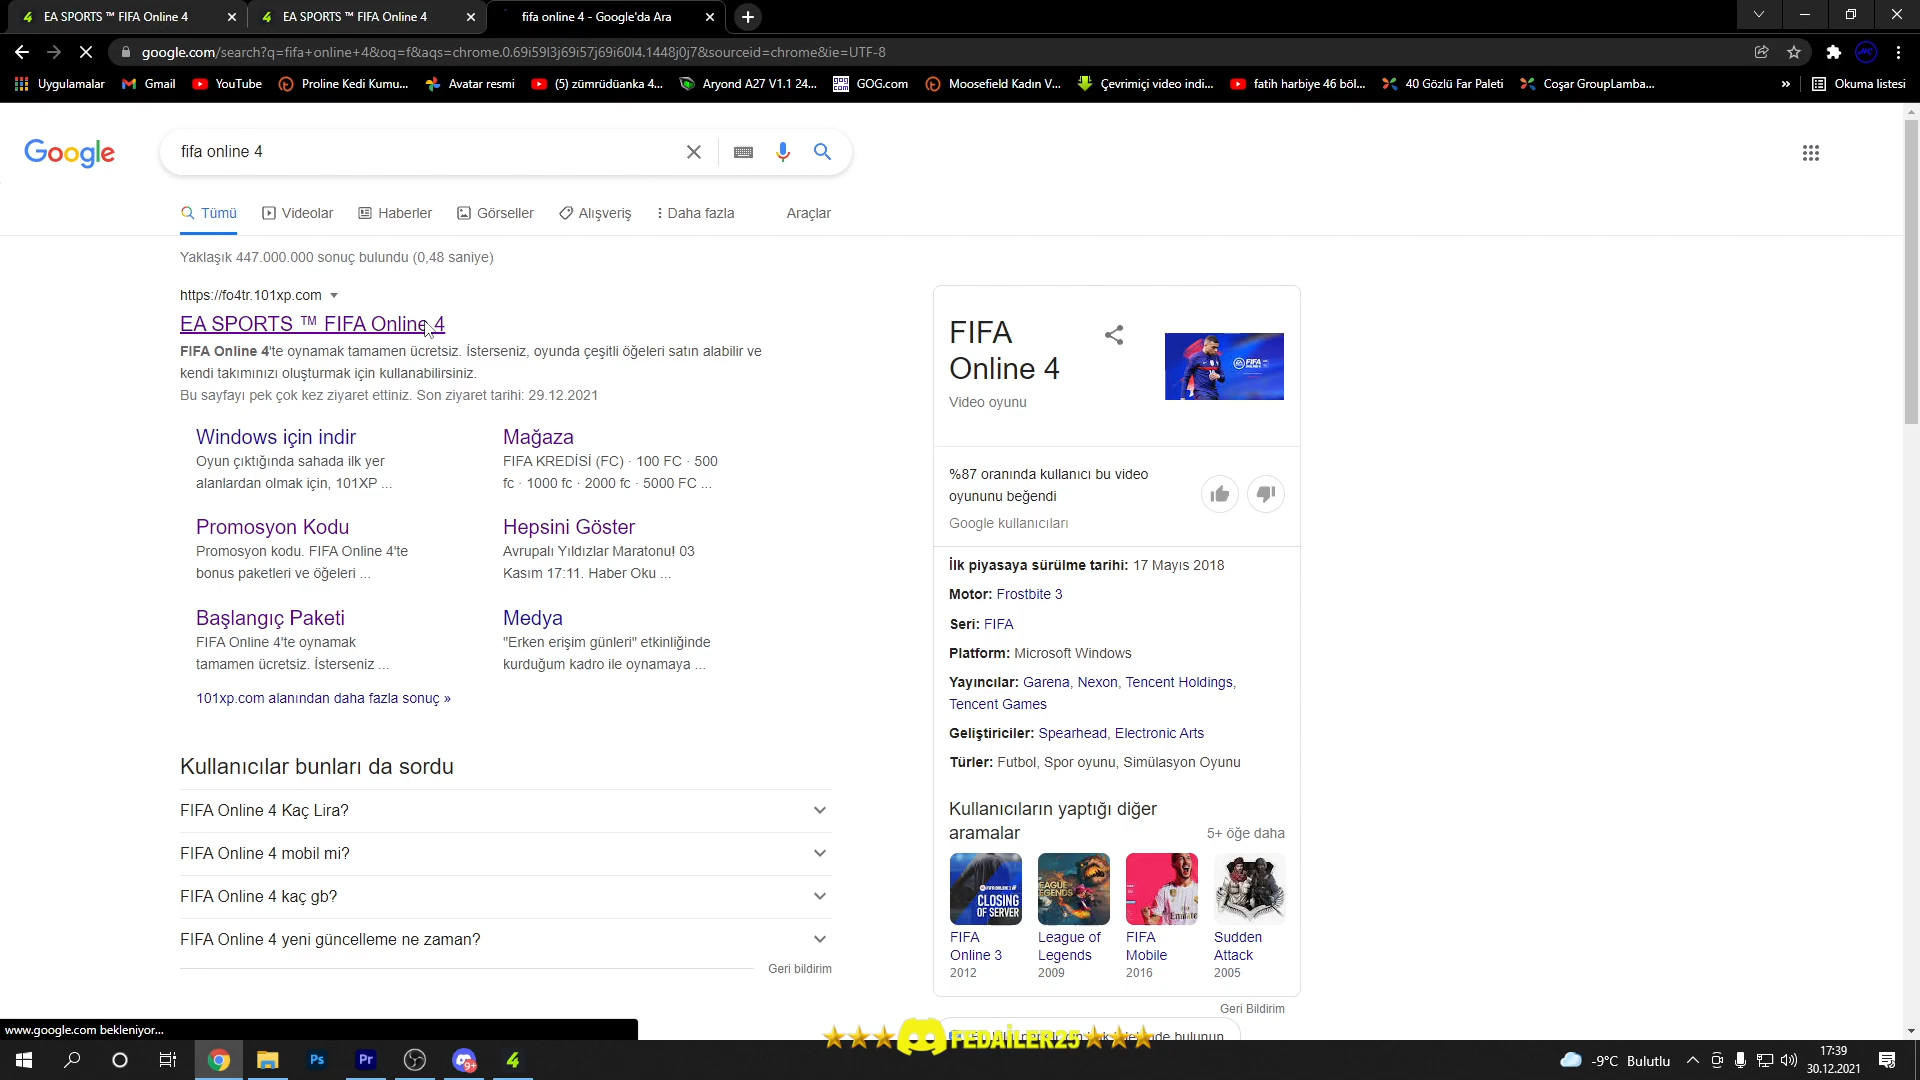 EA SPORTS ™ FIFA Online 4
EA SPORTS ™ FIFA Online 4
fifa online 4 - Google'da Ara
google.com/search?q=fifa+online+4&oq=f&aqs=chrome.0.69i59l3j69i57j69i60l4.1448j0j7&sourceid=chrome&ie=UTF-8
Uygulamalar
Gmail
YouTube
Proline Kedi Kumu...
Avatar resmi
(5) zümrüdüanka 4...
Aryond A27 V1.1 24...
GOG.com
Moosefield Kadın V...
Çevrimiçi video indi...
fatih harbiye 46 böl...
40 Gözlü Far Paleti
Coşar GroupLamba...
»
Okuma listesi
Google
fifa online 4
Tümü
Videolar
Haberler
Görseller
Alışveriş
Daha fazla
Araçlar
Yaklaşık 447.000.000 sonuç bulundu (0,48 saniye)
https://fo4tr.101xp.com
EA SPORTS ™ FIFA Online 4
FIFA Online 4'te oynamak tamamen ücretsiz. İsterseniz, oyunda çeşitli öğeleri satın alabilir ve
kendi takımınızı oluşturmak için kullanabilirsiniz.
Bu sayfayı pek çok kez ziyaret ettiniz. Son ziyaret tarihi: 29.12.2021
Windows için indir
Oyun çıktığında sahada ilk yer
alanlardan olmak için, 101XP ...
Mağaza
FIFA KREDİSİ (FC) · 100 FC · 500
fc · 1000 fc · 2000 fc · 5000 FC ...
Promosyon Kodu
Promosyon kodu. FIFA Online 4'te
bonus paketleri ve öğeleri ...
Hepsini Göster
Avrupalı Yıldızlar Maratonu! 03
Kasım 17:11. Haber Oku ...
Başlangıç Paketi
FIFA Online 4'te oynamak
tamamen ücretsiz. İsterseniz ...
Medya
"Erken erişim günleri" etkinliğinde
kurduğum kadro ile oynamaya ...
101xp.com alanından daha fazla sonuç »
Kullanıcılar bunları da sordu
FIFA Online 4 Kaç Lira?
FIFA Online 4 mobil mi?
FIFA Online 4 kaç gb?
FIFA Online 4 yeni güncelleme ne zaman?
Geri bildirim
FIFA
Online 4
Video oyunu
%87 oranında kullanıcı bu video
oyununu beğendi
Google kullanıcıları
İlk piyasaya sürülme tarihi: 17 Mayıs 2018
Motor: Frostbite 3
Seri: FIFA
Platform: Microsoft Windows
Yayıncılar: Garena, Nexon, Tencent Holdings,
Tencent Games
Geliştiriciler: Spearhead, Electronic Arts
Türler: Futbol, Spor oyunu, Simülasyon Oyunu
Kullanıcıların yaptığı diğer
aramalar
5+ öğe daha
CLOSING
OF SERVER
FIFA
Online 3
2012
League of
Legends
2009
FIFA
Mobile
2016
Sudden
Attack
2005
Geri Bildirim
www.google.com bekleniyor...
FEDAİLER25
bulunun
Ps
Pr
9+
-9°C Bulutlu
17:39
30.12.2021